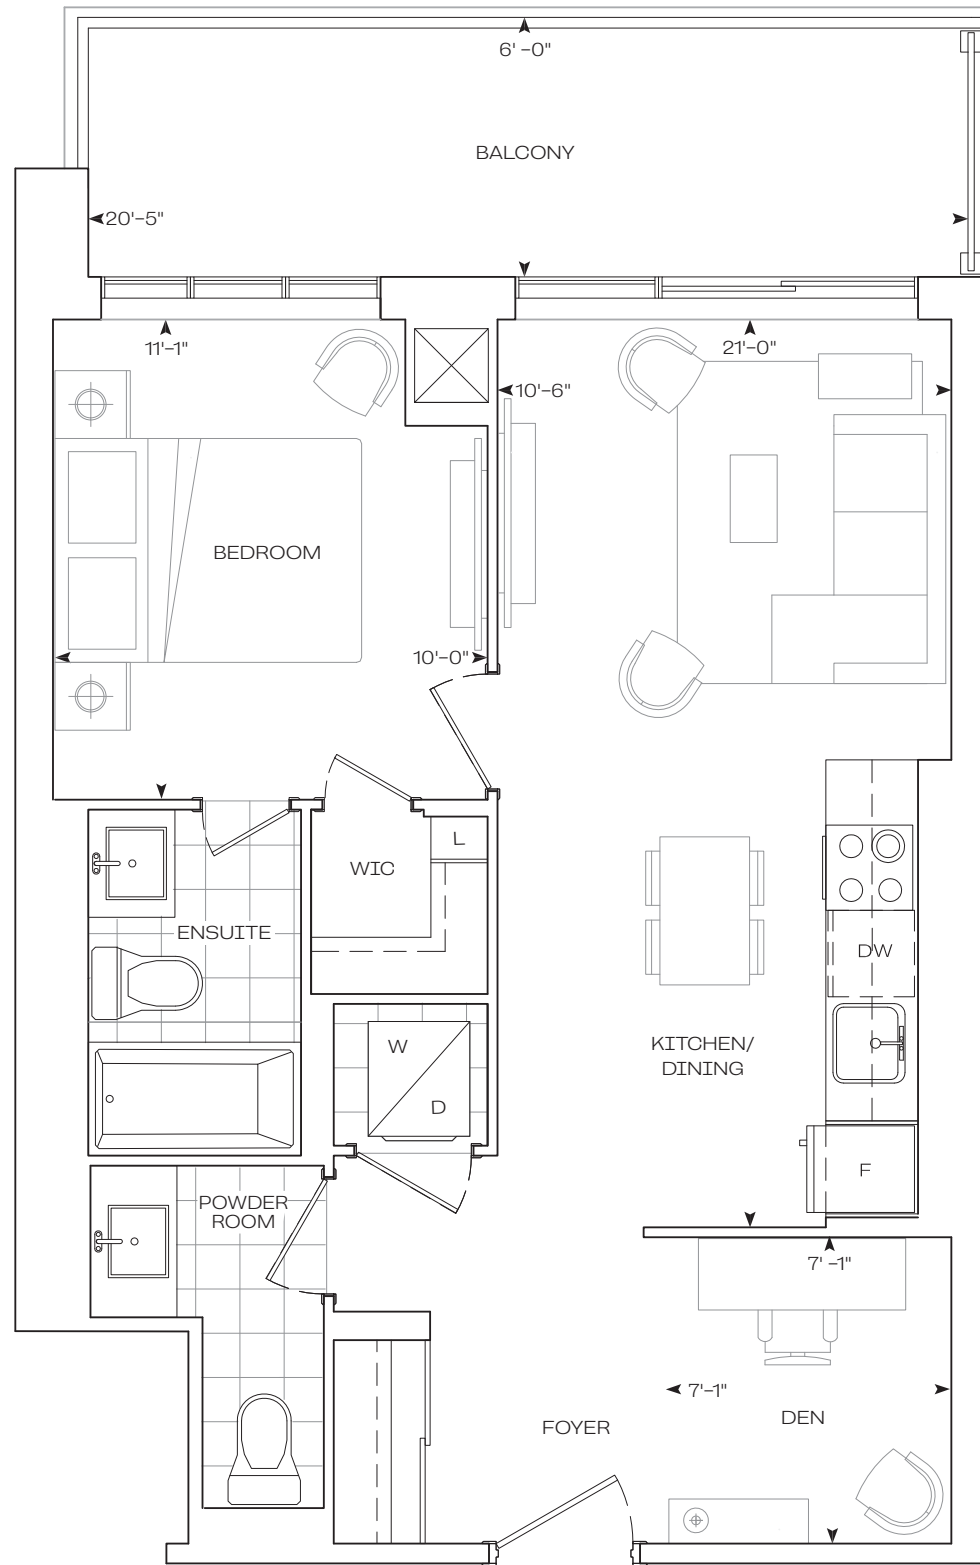 6' -0"
BALCONY
20'-5"
11'-1"
21'-0"
10'-6"
BEDROOM
10'-0"
L
WIC
ENSUITE
DW
W
KITCHEN/
DINING
D
F
POWDER
ROOM
7' -1"
7'-1"
DEN
FOYER